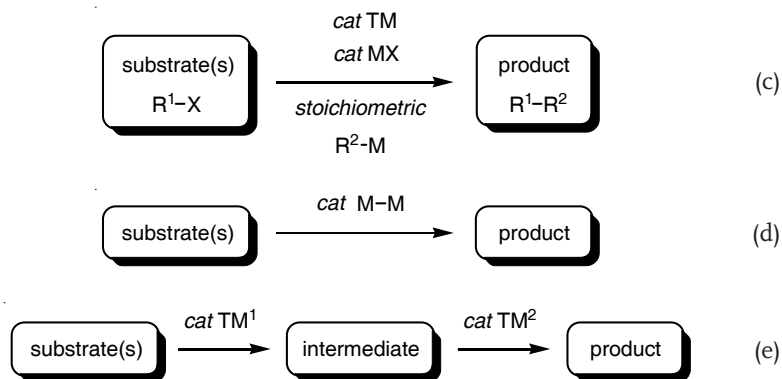 cat TM
cat MX
substrate(s)
R¹–X
product
R¹–R²
(c)
stoichiometric
R²-M
cat M–M
substrate(s)
product
(d)
cat TM¹
cat TM²
substrate(s)
intermediate
product
(e)